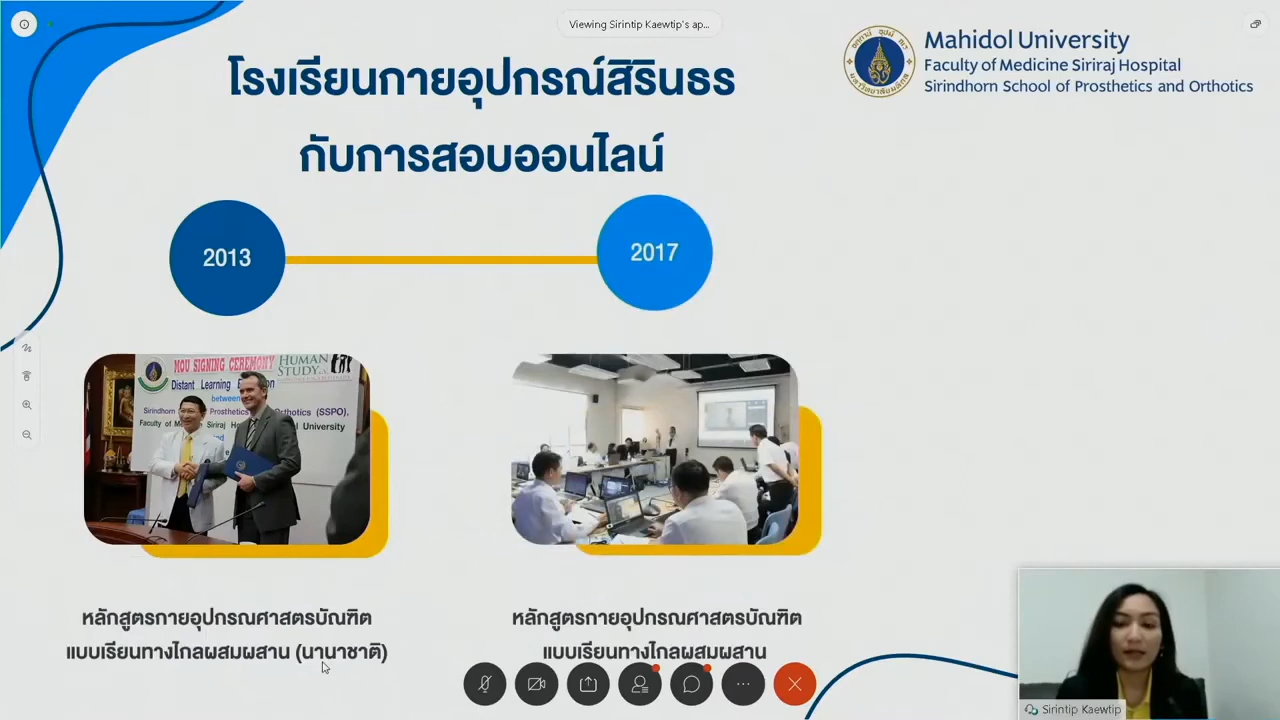 Viewing Sirintip Kaewtip's ap...
Mahidol University
Faculty of Medicine Siriraj Hospital
Sirindhorn School of Prosthetics and Orthotics
โรงเรียนกายอุปกรณ์สิรินธร
กับการสอบออนไลน์
2013
2017
MOU SIGNING CEREMONY
HUMAN
STUDY
Distant Learning
between
Sirindhorn Prosthetics Orthotics (SSPO),
Faculty of University
หลักสูตรกายอุปกรณศาสตรบัณฑิต
แบบเรียนทางไกลผสมผสาน (นานาชาติ)
หลักสูตรกายอุปกรณศาสตรบัณฑิต
แบบเรียนทางไกลผสมผสาน
Sirintip Kaewtip